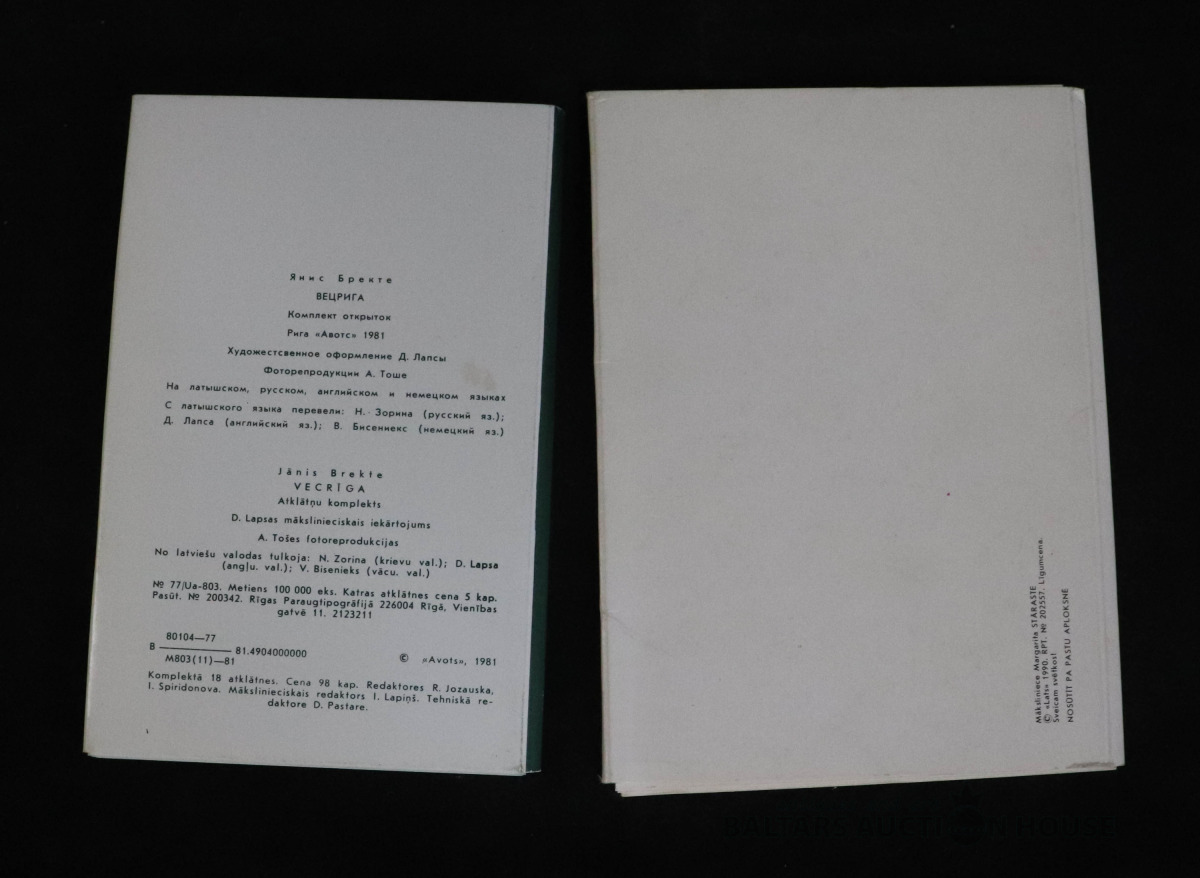 Янис Бректе
ВЕЦРИГА
Комплект открыток
Рига «Авотс» 1981
Художестсвенное оформление Д. Лапсы
Фоторепродукции А. Тоше
На латышском, русском, английском и немецком языках
С латышского языка перевели: Н. Зорина (русский яз.);
Д. Лапса (английский яз.); В. Бисениекс (немецкий яз.)
Jānis Brekte
VECRĪGA
Atklātņu komplekts
D. Lapsas mākslinieciskais iekārtojums
A. Tošes fotoreprodukcijas
No latviešu valodas tulkoja: N. Zorina (krievu val.); D. Lapsa
(angļu. val.); V. Bisenieks (vācu. val.)
№ 77/Ua-803. Metiens 100 000 eks. Katras atklātnes cena 5 kap.
Pasūt. № 200342. Rīgas Paraugtipogrāfijā 226004 Rīgā, Vienības
gatvē 11. 2123211
80104—77
В ———— 81.4904000000
М803(11)—81
© «Avots», 1981
Komplektā 18 atklātnes. Cena 98 kap. Redaktores R. Jozauska,
I. Spiridonova. Mākslinieciskais redaktors I. Lapiņš. Tehniskā re-
daktore D. Pastare.
Māksliniece Margarita STĀRASTE
© «Lats» 1990. RPT. № 202557. Līgumcena.
Sveicam svētkos!
NOSŪTĪT PA PASTU APLOKSNĒ
BALTARS AUCTION HOUSE